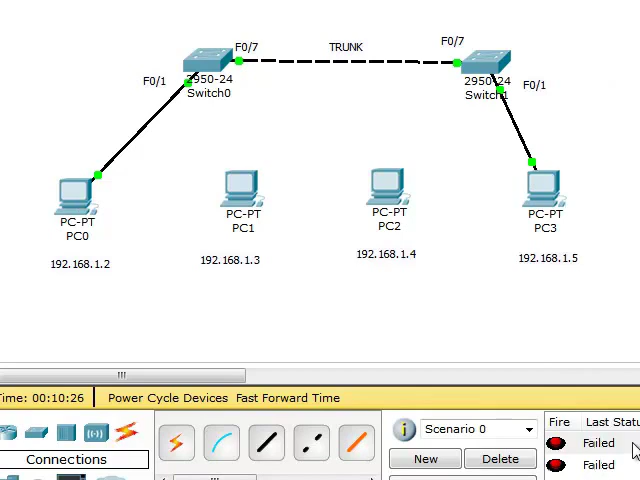 F0/7
TRUNK
F0/7
2950-24
Switch0
2950-24
Switch1
F0/1
F0/1
PC-PT
PC0
PC-PT
PC1
PC-PT
PC2
PC-PT
PC3
192.168.1.2
192.168.1.3
192.168.1.4
192.168.1.5
Time: 00:10:26
Power Cycle Devices Fast Forward Time
Connections
Scenario 0
New
Delete
Fire
Last Statu
Failed
Failed